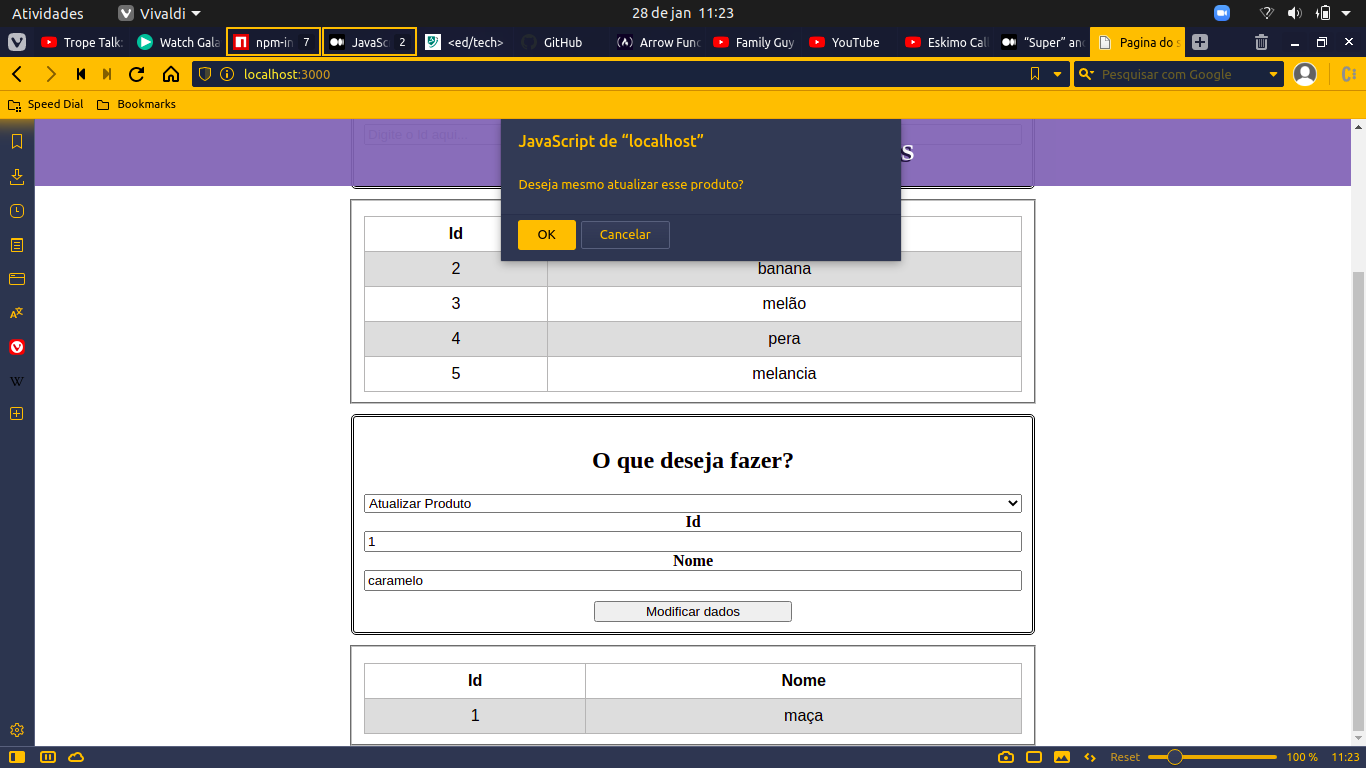 Atividades Vivaldi 28 de jan 11:23
Trope Talk: Watch Gala npm-in 7 JavaSc 2 <ed/tech> GitHub Arrow Func Family Guy YouTube Eskimo Call “Super” and Pagina do s
localhost:3000 Pesquisar com Google
Speed Dial Bookmarks
Digite o id aqui...
S
JavaScript de “localhost”
Deseja mesmo atualizar esse produto?
OK Cancelar
Id
2 banana
3 melão
4 pera
5 melancia
O que deseja fazer?
Atualizar Produto
Id
1
Nome
caramelo
Modificar dados
Id Nome
1 maça
Reset 100 % 11:23